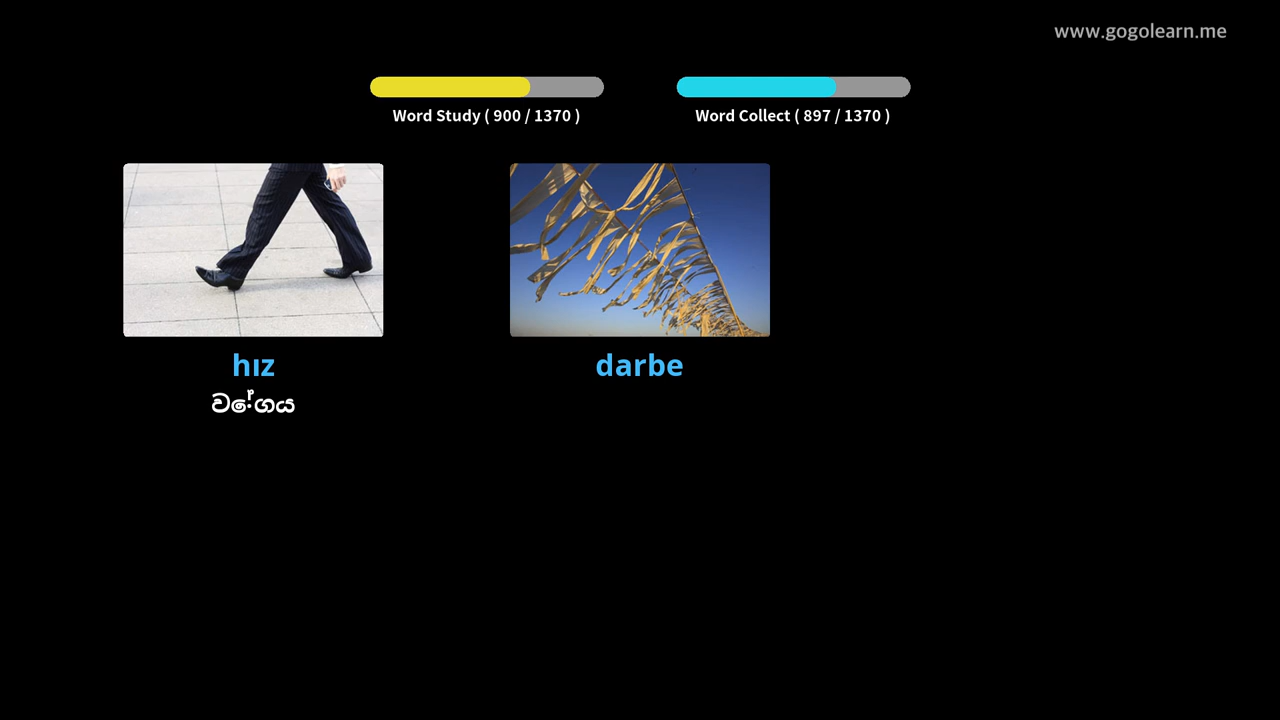 www.gogolearn.me
Word Study ( 900 / 1370 )
Word Collect ( 897 / 1370 )
hız
darbe
වේගය